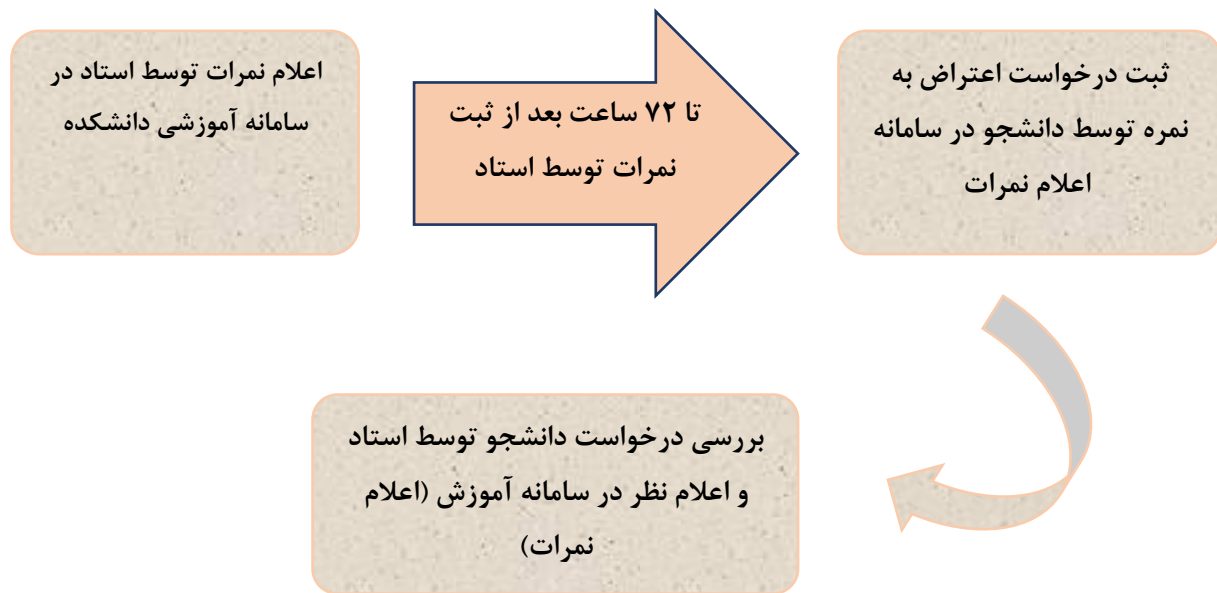 اعلام نمرات توسط استاد در
سامانه آموزشی دانشکده
تا ۷۲ ساعت بعد از ثبت
نمرات توسط استاد
ثبت درخواست اعتراض به
نمره توسط دانشجو در سامانه
اعلام نمرات
بررسی درخواست دانشجو توسط استاد
و اعلام نظر در سامانه آموزش (اعلام
نمرات)